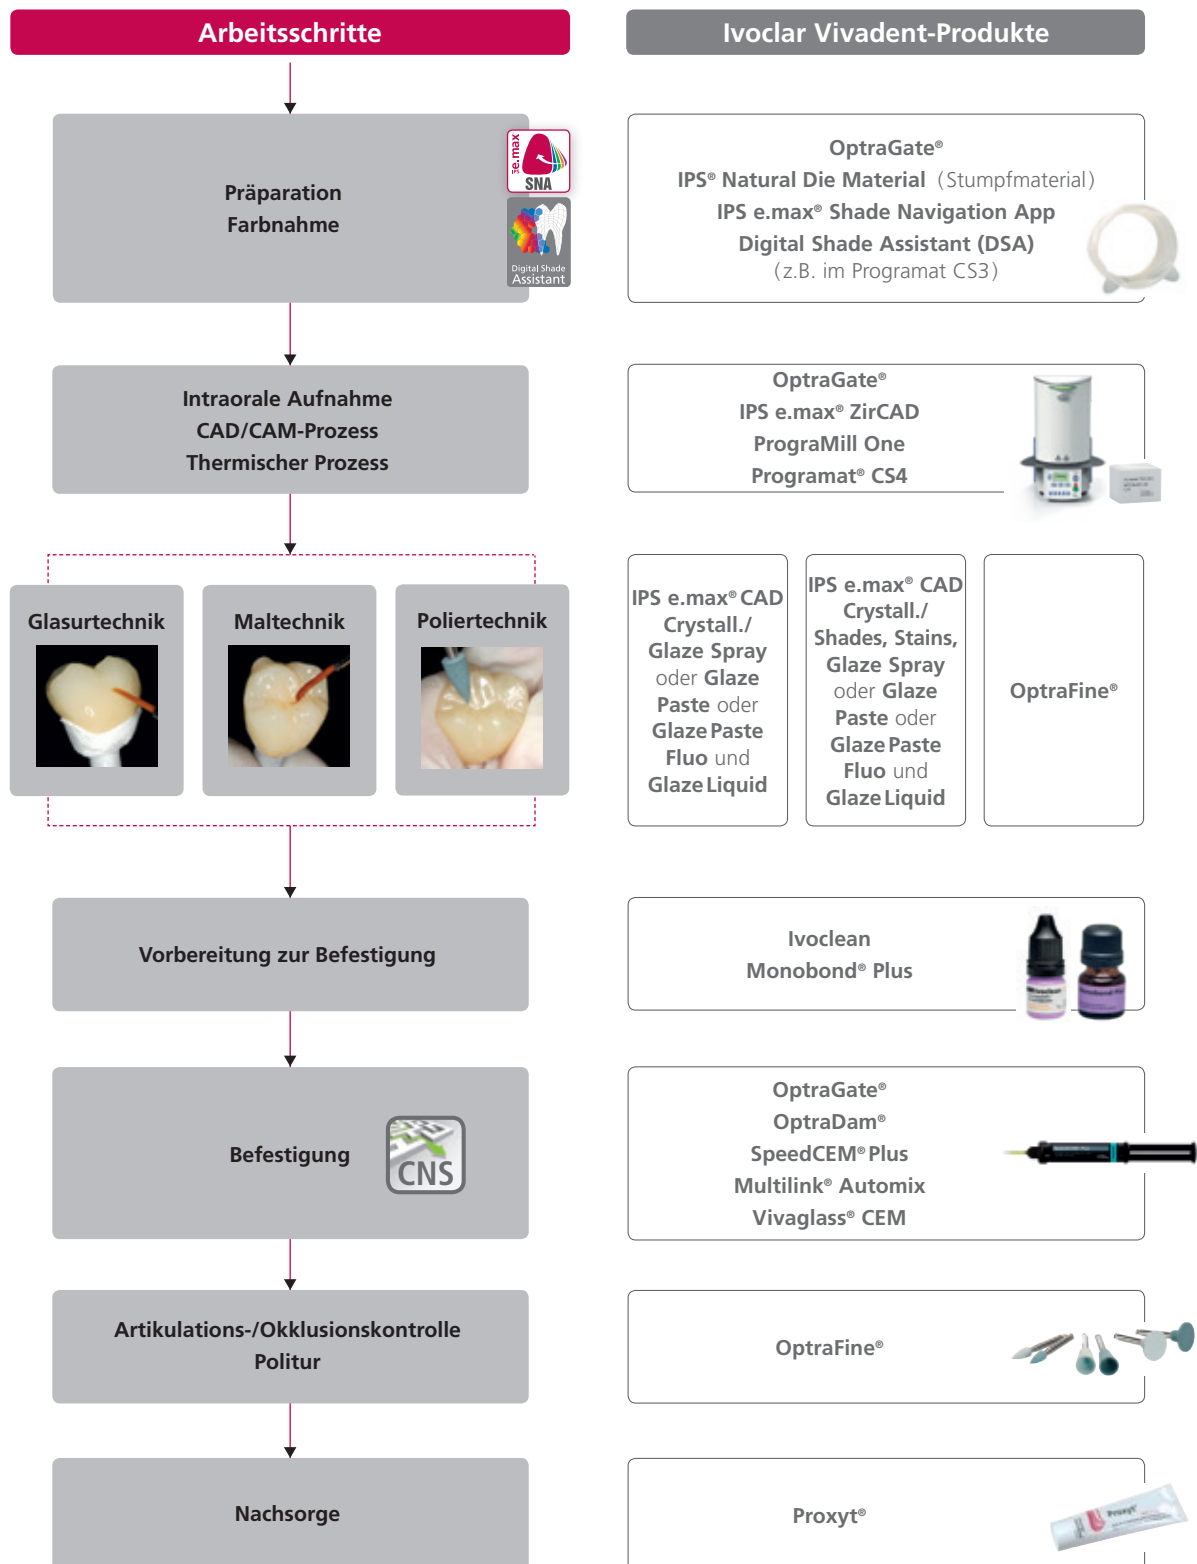 Arbeitsschritte
Ivoclar Vivadent-Produkte
Präparation
Farbnahme
e.max
SNA
Digital Shade
Assistant
OptraGate®
IPS® Natural Die Material (Stumpfmaterial)
IPS e.max® Shade Navigation App
Digital Shade Assistant (DSA)
(z.B. im Programat CS3)
Intraorale Aufnahme
CAD/CAM-Prozess
Thermischer Prozess
OptraGate®
IPS e.max® ZirCAD
PrograMill One
Programat® CS4
Glasurtechnik
Maltechnik
Poliertechnik
IPS e.max® CAD
Crystall./
Glaze Spray
oder Glaze
Paste oder
Glaze Paste
Fluo und
Glaze Liquid
IPS e.max® CAD
Crystall./
Shades, Stains,
Glaze Spray
oder Glaze
Paste oder
Glaze Paste
Fluo und
Glaze Liquid
OptraFine®
Vorbereitung zur Befestigung
Ivoclean
Monobond® Plus
Ivoclean
Monobond Plus
Befestigung
CNS
OptraGate®
OptraDam®
SpeedCEM® Plus
Multilink® Automix
Vivaglass® CEM
Artikulations-/Okklusionskontrolle
Politur
OptraFine®
Nachsorge
Proxyt®
Proxyt